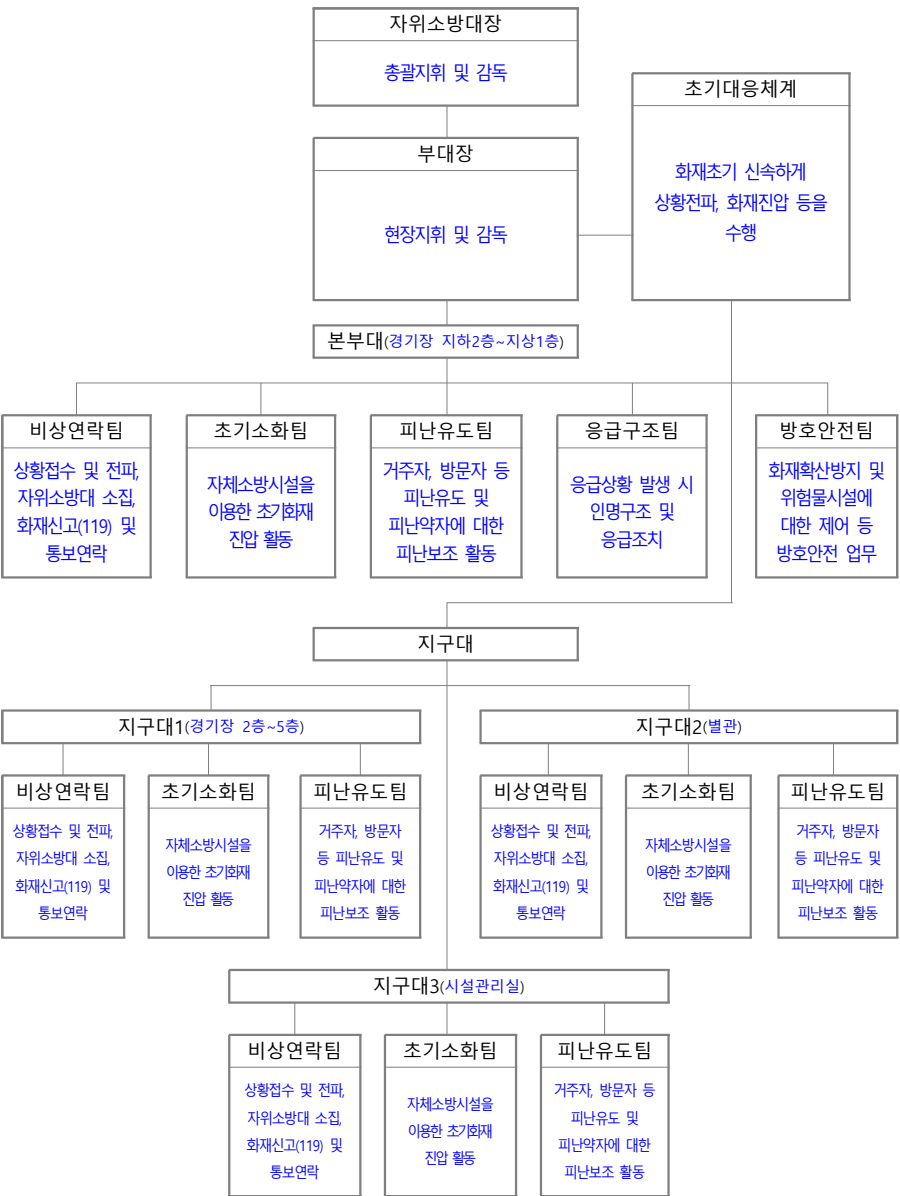 자위소방대장
총괄지휘 및 감독
초기대응체계
화재초기 신속하게
상황전파, 화재진압 등을
수행
부대장
현장지휘 및 감독
본부대(경기장 지하2층~지상1층)
비상연락팀
상황접수 및 전파,
자위소방대 소집,
화재신고(119) 및
통보연락
초기소화팀
자체소방시설을
이용한 초기화재
진압 활동
피난유도팀
거주자, 방문자 등
피난유도 및
피난약자에 대한
피난보조 활동
응급구조팀
응급상황 발생 시
인명구조 및
응급조치
방호안전팀
화재확산방지 및
위험물시설에
대한 제어 등
방호안전 업무
지구대
지구대1(경기장 2층~5층)
비상연락팀
상황접수 및 전파,
자위소방대 소집,
화재신고(119) 및
통보연락
초기소화팀
자체소방시설을
이용한 초기화재
진압 활동
피난유도팀
거주자, 방문자
등 피난유도 및
피난약자에 대한
피난보조 활동
지구대2(별관)
비상연락팀
상황접수 및 전파,
자위소방대 소집,
화재신고(119) 및
통보연락
초기소화팀
자체소방시설을
이용한 초기화재
진압 활동
피난유도팀
거주자, 방문자
등 피난유도 및
피난약자에 대한
피난보조 활동
지구대3(시설관리실)
비상연락팀
상황접수 및 전파,
자위소방대 소집,
화재신고(119) 및
통보연락
초기소화팀
자체소방시설을
이용한 초기화재
진압 활동
피난유도팀
거주자, 방문자 등
피난유도 및
피난약자에 대한
피난보조 활동